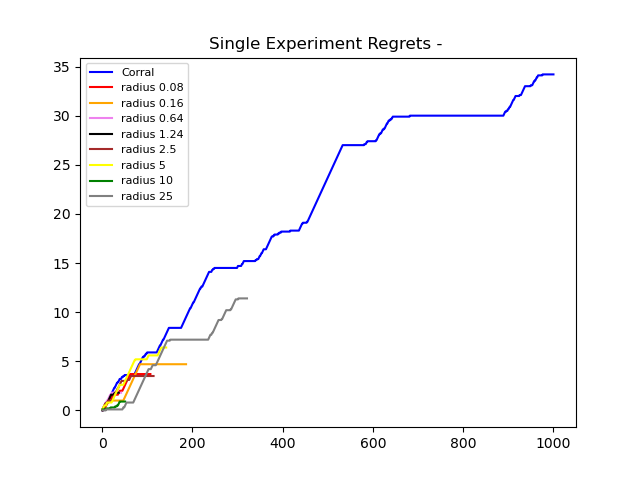 Single Experiment Regrets -
35
30
25
20
15
10
5
0
Corral
radius 0.08
radius 0.16
radius 0.64
radius 1.24
radius 2.5
radius 5
radius 10
radius 25
0 200 400 600 800 1000